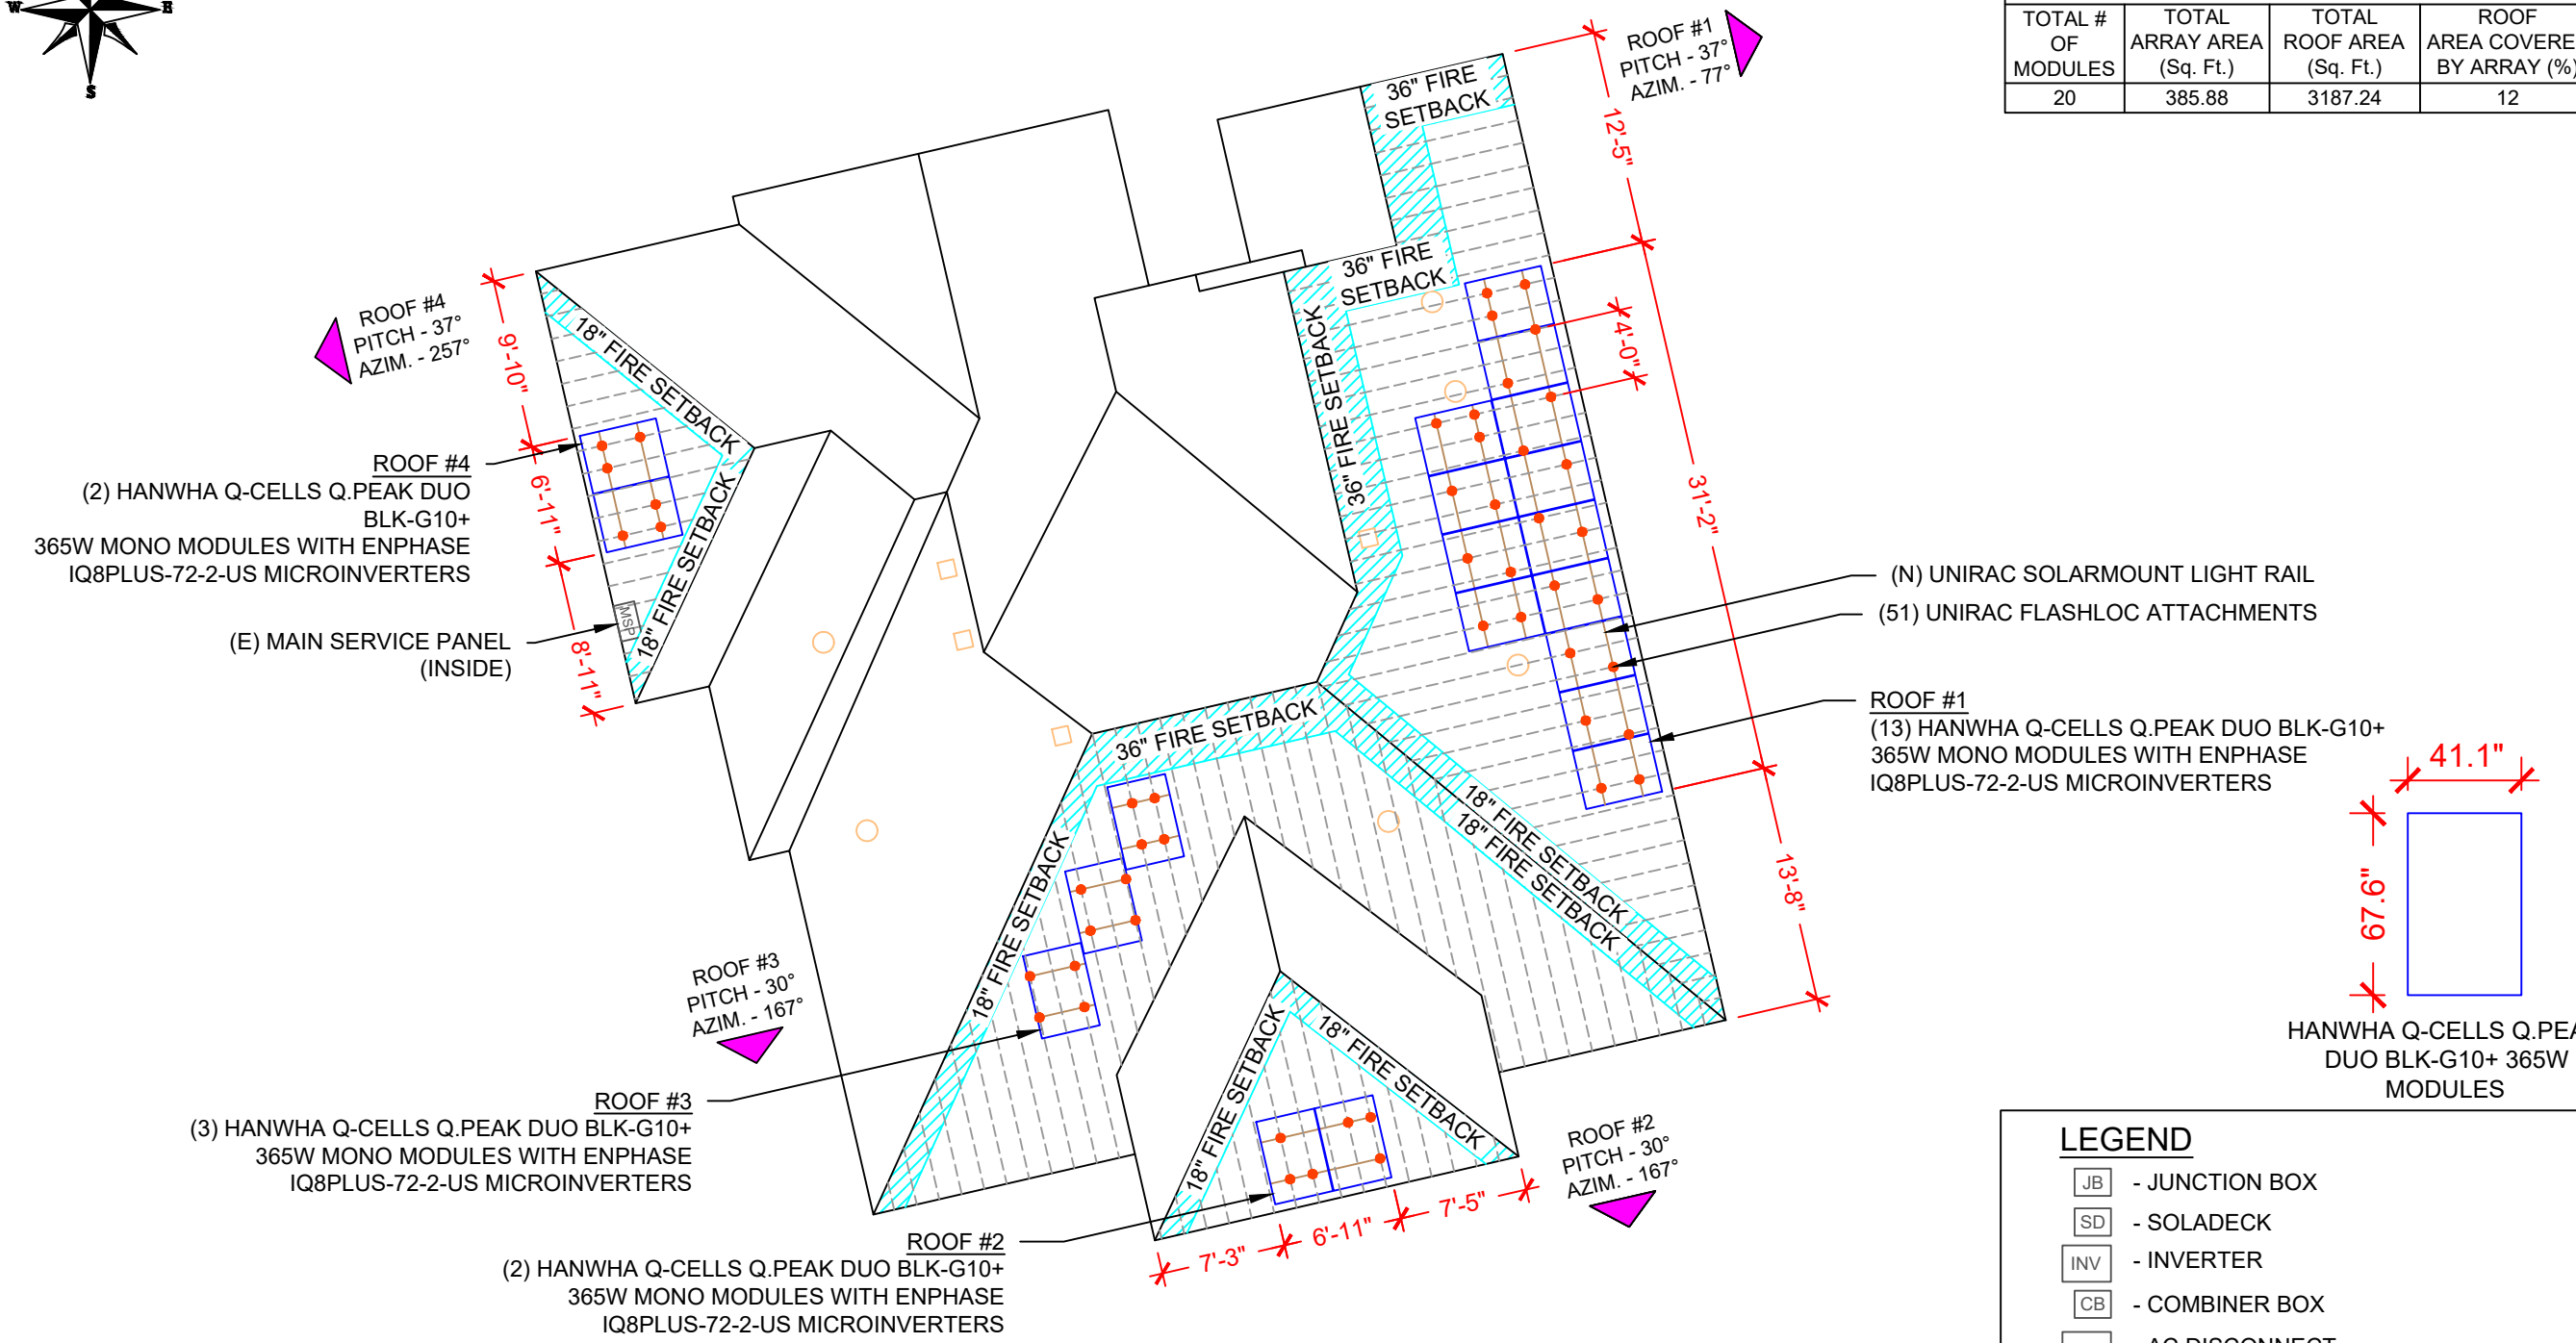 W
E
S
TOTAL #
OF
MODULES
TOTAL
ARRAY AREA
(Sq. Ft.)
TOTAL
ROOF AREA
(Sq. Ft.)
ROOF
AREA COVERE
BY ARRAY (%)
20
385.88
3187.24
12
ROOF #1
PITCH - 37°
AZIM. - 77°
36" FIRE
SETBACK
12'-5"
36" FIRE
SETBACK
36" FIRE SETBACK
4'-0"
31'-2"
13'-8"
ROOF #4
PITCH - 37°
AZIM. - 257°
9'-10"
6'-11"
8'-11"
18" FIRE SETBACK
18" FIRE SETBACK
MSP
ROOF #4
(2) HANWHA Q-CELLS Q.PEAK DUO
BLK-G10+
365W MONO MODULES WITH ENPHASE
IQ8PLUS-72-2-US MICROINVERTERS
(E) MAIN SERVICE PANEL
(INSIDE)
(N) UNIRAC SOLARMOUNT LIGHT RAIL
(51) UNIRAC FLASHLOC ATTACHMENTS
ROOF #1
(13) HANWHA Q-CELLS Q.PEAK DUO BLK-G10+
365W MONO MODULES WITH ENPHASE
IQ8PLUS-72-2-US MICROINVERTERS
36" FIRE SETBACK
18" FIRE SETBACK
18" FIRE SETBACK
18" FIRE SETBACK
41.1"
67.6"
HANWHA Q-CELLS Q.PEA
DUO BLK-G10+ 365W
MODULES
ROOF #3
PITCH - 30°
AZIM. - 167°
ROOF #3
(3) HANWHA Q-CELLS Q.PEAK DUO BLK-G10+
365W MONO MODULES WITH ENPHASE
IQ8PLUS-72-2-US MICROINVERTERS
18" FIRE SETBACK
18" FIRE SETBACK
ROOF #2
PITCH - 30°
AZIM. - 167°
7'-3"
6'-11"
7'-5"
ROOF #2
(2) HANWHA Q-CELLS Q.PEAK DUO BLK-G10+
365W MONO MODULES WITH ENPHASE
IQ8PLUS-72-2-US MICROINVERTERS
LEGEND
JB - JUNCTION BOX
SD - SOLADECK
INV - INVERTER
CB - COMBINER BOX
- AC DISCONNECT